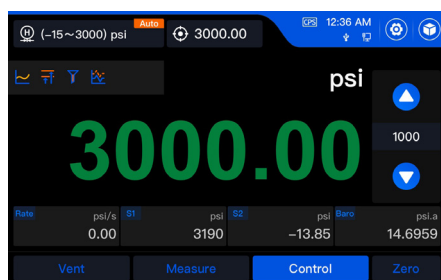 H (−15~3000) psi Auto 3000.00 GPS 12:36 AM
psi
3000.00
1000
Rate psi/s S1 psi S2 psi Baro psi.a
0.00 3190 −13.85 14.6959
Vent Measure Control Zero